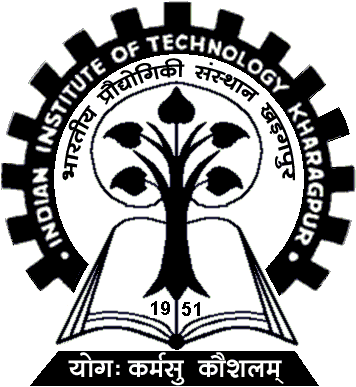 INDIAN INSTITUTE OF TECHNOLOGY KHARAGPUR
भारतीय प्रौद्योगिकी संस्थान खड़गपुर
19 51
योगः कर्मसु कौशलम्